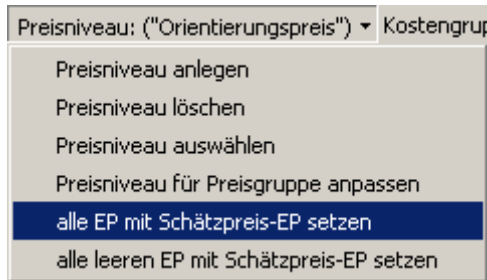 Preisniveau: ("Orientierungspreis") Kostengrup
Preisniveau anlegen
Preisniveau löschen
Preisniveau auswählen
Preisniveau für Preisgruppe anpassen
alle EP mit Schätzpreis-EP setzen
alle leeren EP mit Schätzpreis-EP setzen